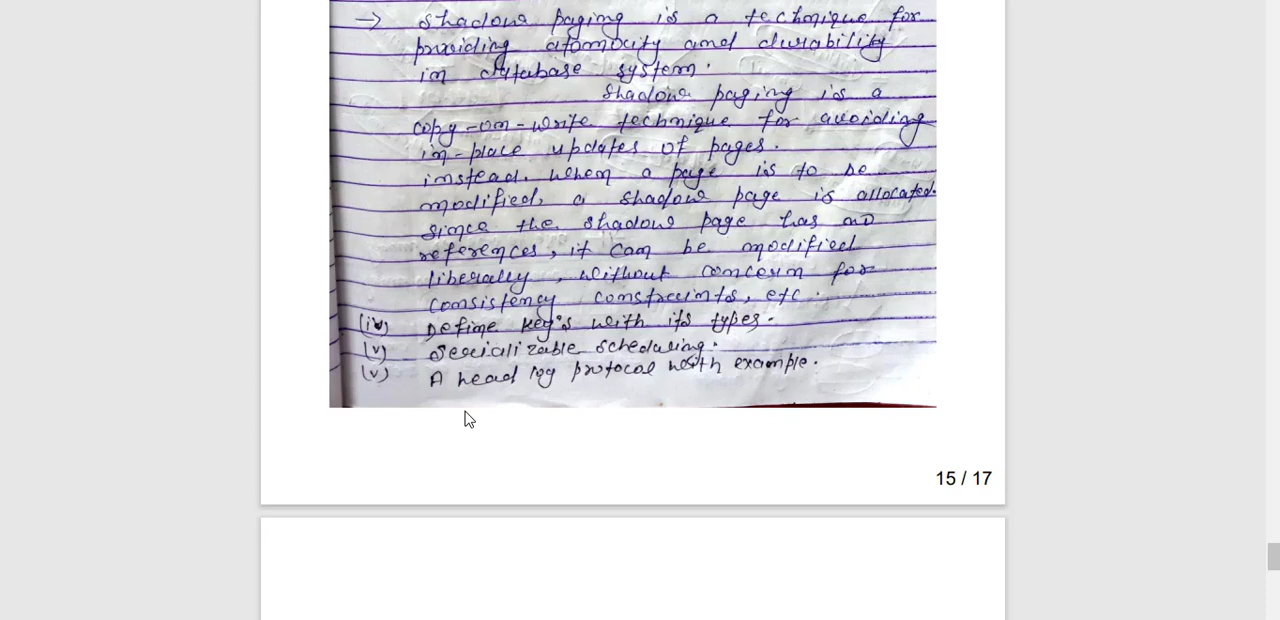 → Shadow paging is a technique for
providing atomocity and durability
in database system.
Shadow paging is a
copy-on-write technique for avoiding
in-place updates of pages.
instead, when a page is to be
modified, a shadow page is allocated.
since the shadow page has no
references, it can be modified
liberally, without concern for
consistency constraints, etc.
(iv) Define key's with its types.
(v) Serializable scheduling.
(v) A head log protocol with example.
15 / 17